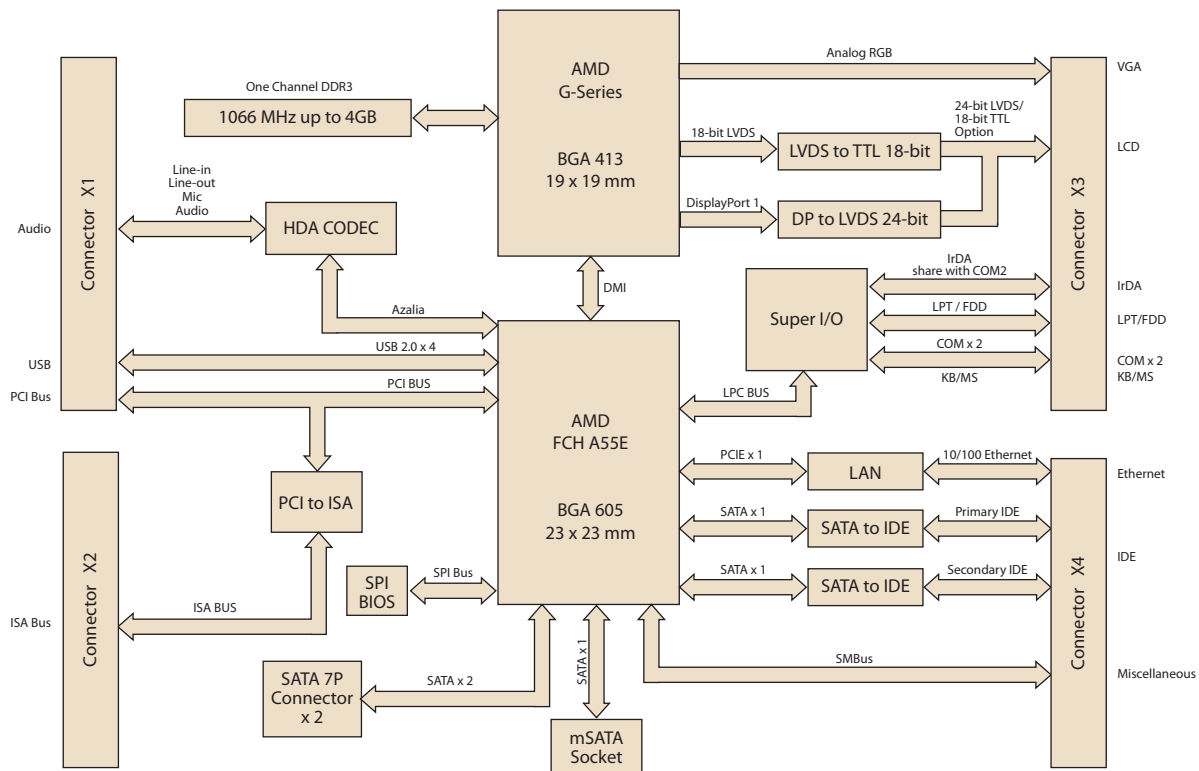 AMD
G-Series
BGA 413
19 x 19 mm
One Channel DDR3
1066 MHz up to 4GB
Analog RGB
VGA
18-bit LVDS
LVDS to TTL 18-bit
24-bit LVDS/
18-bit TTL
Option
LCD
DisplayPort 1
DP to LVDS 24-bit
Connector X1
Connector X3
Line-in
Line-out
Mic
Audio
Audio
HDA CODEC
DMI
Azalia
Super I/O
IrDA
share with COM2
IrDA
LPT / FDD
LPT/FDD
COM x 2
KB/MS
COM x 2
KB/MS
USB
USB 2.0 x 4
PCI Bus
PCI BUS
LPC BUS
AMD
FCH A55E
BGA 605
23 x 23 mm
PCI to ISA
PCIE x 1
LAN
10/100 Ethernet
Ethernet
SATA x 1
SATA to IDE
Primary IDE
IDE
SATA x 1
SATA to IDE
Secondary IDE
Connector X2
Connector X4
SPI
BIOS
SPI Bus
ISA Bus
ISA BUS
SATA 7P
Connector
x 2
SATA x 2
SATA x 1
SMBus
Miscellaneous
mSATA
Socket